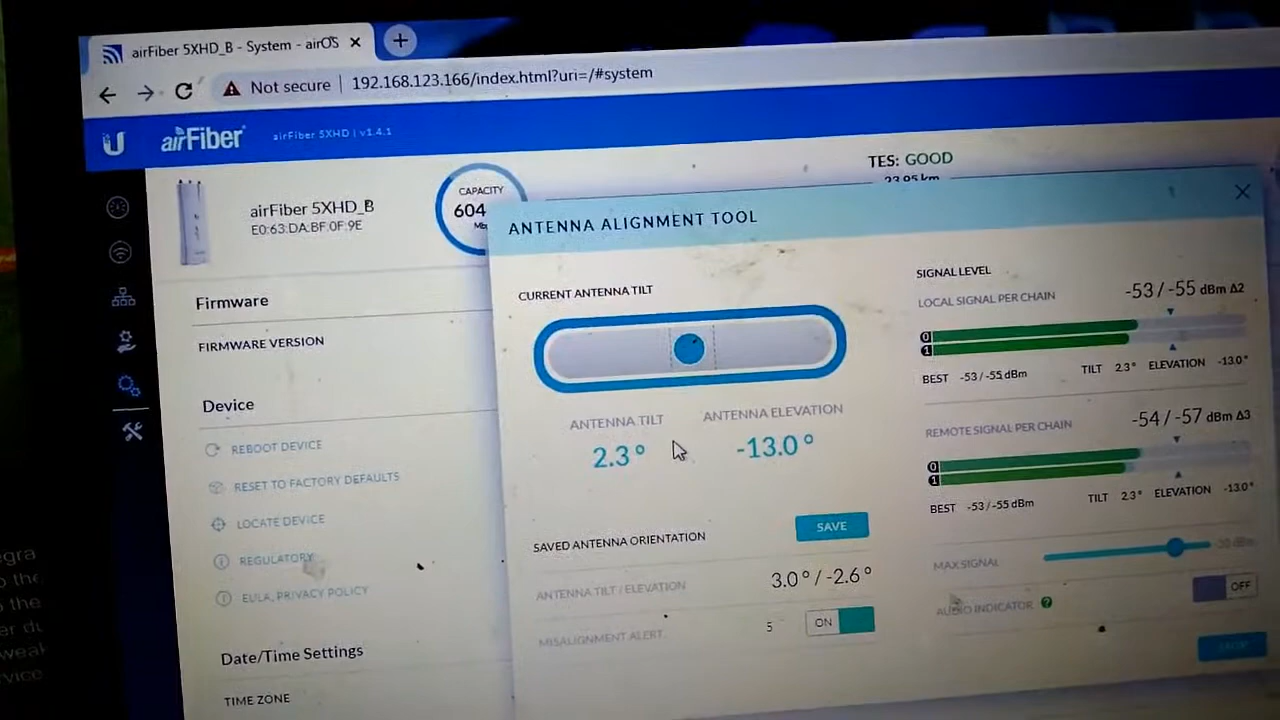 airFiber 5XHD_B - System - airOS
Not secure | 192.168.123.166/index.html?uri=/#system
airFiber
airFiber 5XHD | v1.4.1
TES: GOOD
CAPACITY
604
airFiber 5XHD_B
E0:63:DA:BF:0F:9E
ANTENNA ALIGNMENT TOOL
Firmware
FIRMWARE VERSION
Device
REBOOT DEVICE
RESET TO FACTORY DEFAULTS
LOCATE DEVICE
REGULATORY
EULA, PRIVACY POLICY
Date/Time Settings
TIME ZONE
CURRENT ANTENNA TILT
ANTENNA TILT
ANTENNA ELEVATION
2.3°
-13.0°
SAVED ANTENNA ORIENTATION
SAVE
ANTENNA TILT / ELEVATION
3.0° / -2.6°
MISALIGNMENT ALERT
5
ON
SIGNAL LEVEL
LOCAL SIGNAL PER CHAIN
-53 / -55 dBm Δ2
0
1
BEST -53 / -55 dBm
TILT 2.3° ELEVATION -13.0°
REMOTE SIGNAL PER CHAIN
-54 / -57 dBm Δ3
0
1
BEST -53 / -55 dBm
TILT 2.3° ELEVATION -13.0°
MAX SIGNAL
AUDIO INDICATOR
OFF